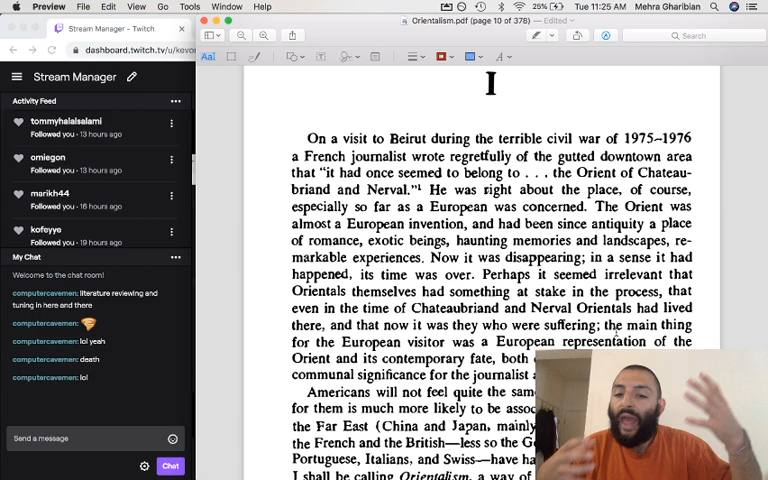 Preview File Edit View Go Tools Window Help 25% Tue 11:25 AM Mehra Gharibian
Stream Manager - Twitch
dashboard.twitch.tv/u/kevor
Stream Manager
Activity Feed
tommyhalalsalami
Followed you - 13 hours ago
omiegon
Followed you - 13 hours ago
marikh44
Followed you - 16 hours ago
kofeyye
Followed you - 19 hours ago
My Chat
Welcome to the chat room!
computercavemen: literature reviewing and
tuning in here and there
computercavemen:
computercavemen: lol yeah
computercavemen: death
computercavemen: lol
Send a message
Chat
Orientalism.pdf (page 10 of 378) — Edited
Search
I
On a visit to Beirut during the terrible civil war of 1975–1976
a French journalist wrote regretfully of the gutted downtown area
that "it had once seemed to belong to . . . the Orient of Chateau-
briand and Nerval."1 He was right about the place, of course,
especially so far as a European was concerned. The Orient was
almost a European invention, and had been since antiquity a place
of romance, exotic beings, haunting memories and landscapes, re-
markable experiences. Now it was disappearing; in a sense it had
happened, its time was over. Perhaps it seemed irrelevant that
Orientals themselves had something at stake in the process, that
even in the time of Chateaubriand and Nerval Orientals had lived
there, and that now it was they who were suffering; the main thing
for the European visitor was a European representation of the
Orient and its contemporary fate, both
communal significance for the journalist
Americans will not feel quite the same
for them is much more likely to be
the Far East (China and Japan, mainly
the French and the British—less so the
Portuguese, Italians, and Swiss—have
I shall be calling Orientalism, a way of